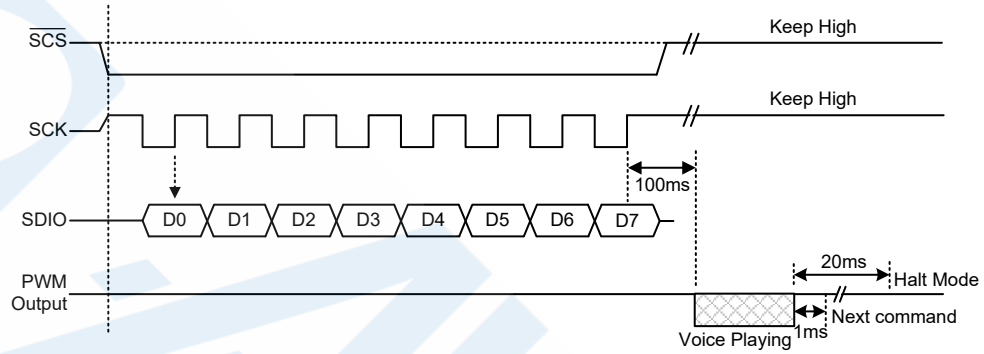 SCS
Keep High
SCK
Keep High
100ms
SDIO
D0 D1 D2 D3 D4 D5 D6 D7
20ms
PWM
Output
Halt Mode
1ms
Next command
Voice Playing